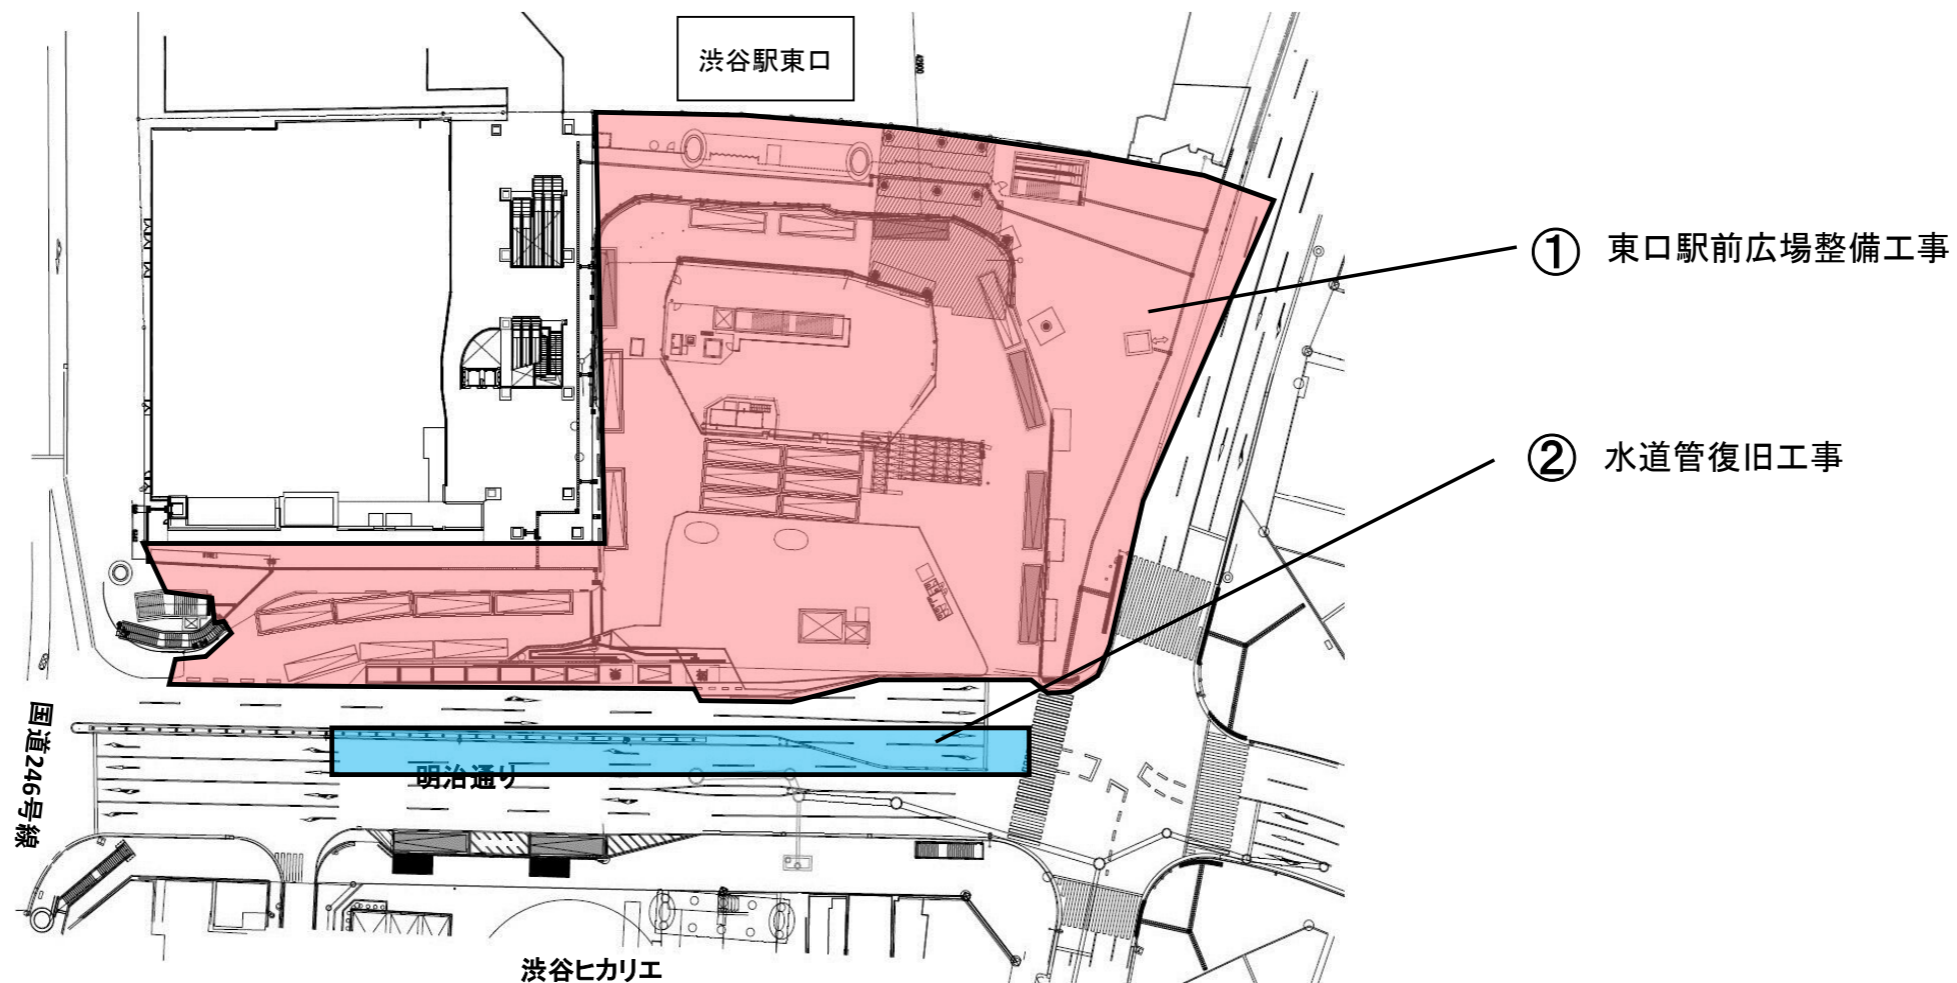 渋谷駅東口
① 東口駅前広場整備工事
② 水道管復旧工事
国道246号線
明治通り
渋谷ヒカリエ